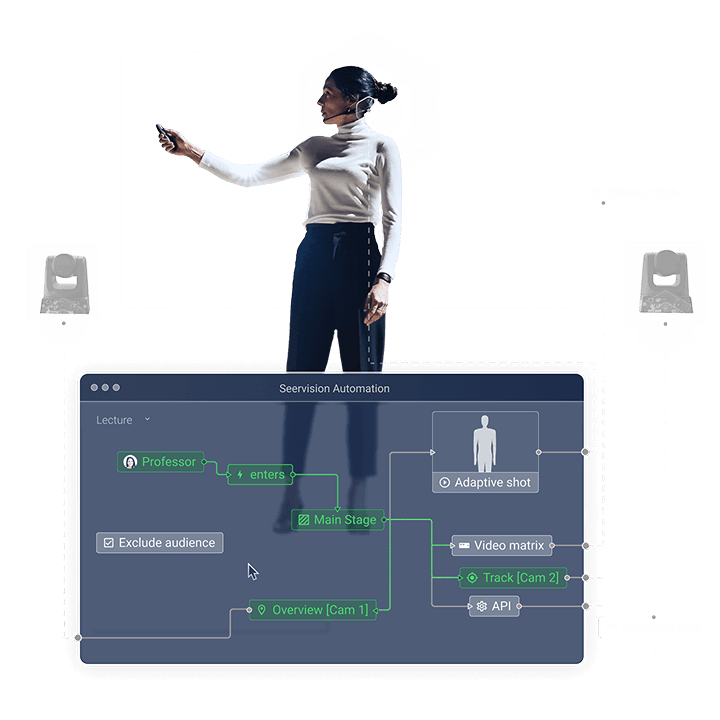 Seervision Automation
Lecture
Professor
enters
Adaptive shot
Main Stage
Exclude audience
Video matrix
Track [Cam 2]
Overview [Cam 1]
API